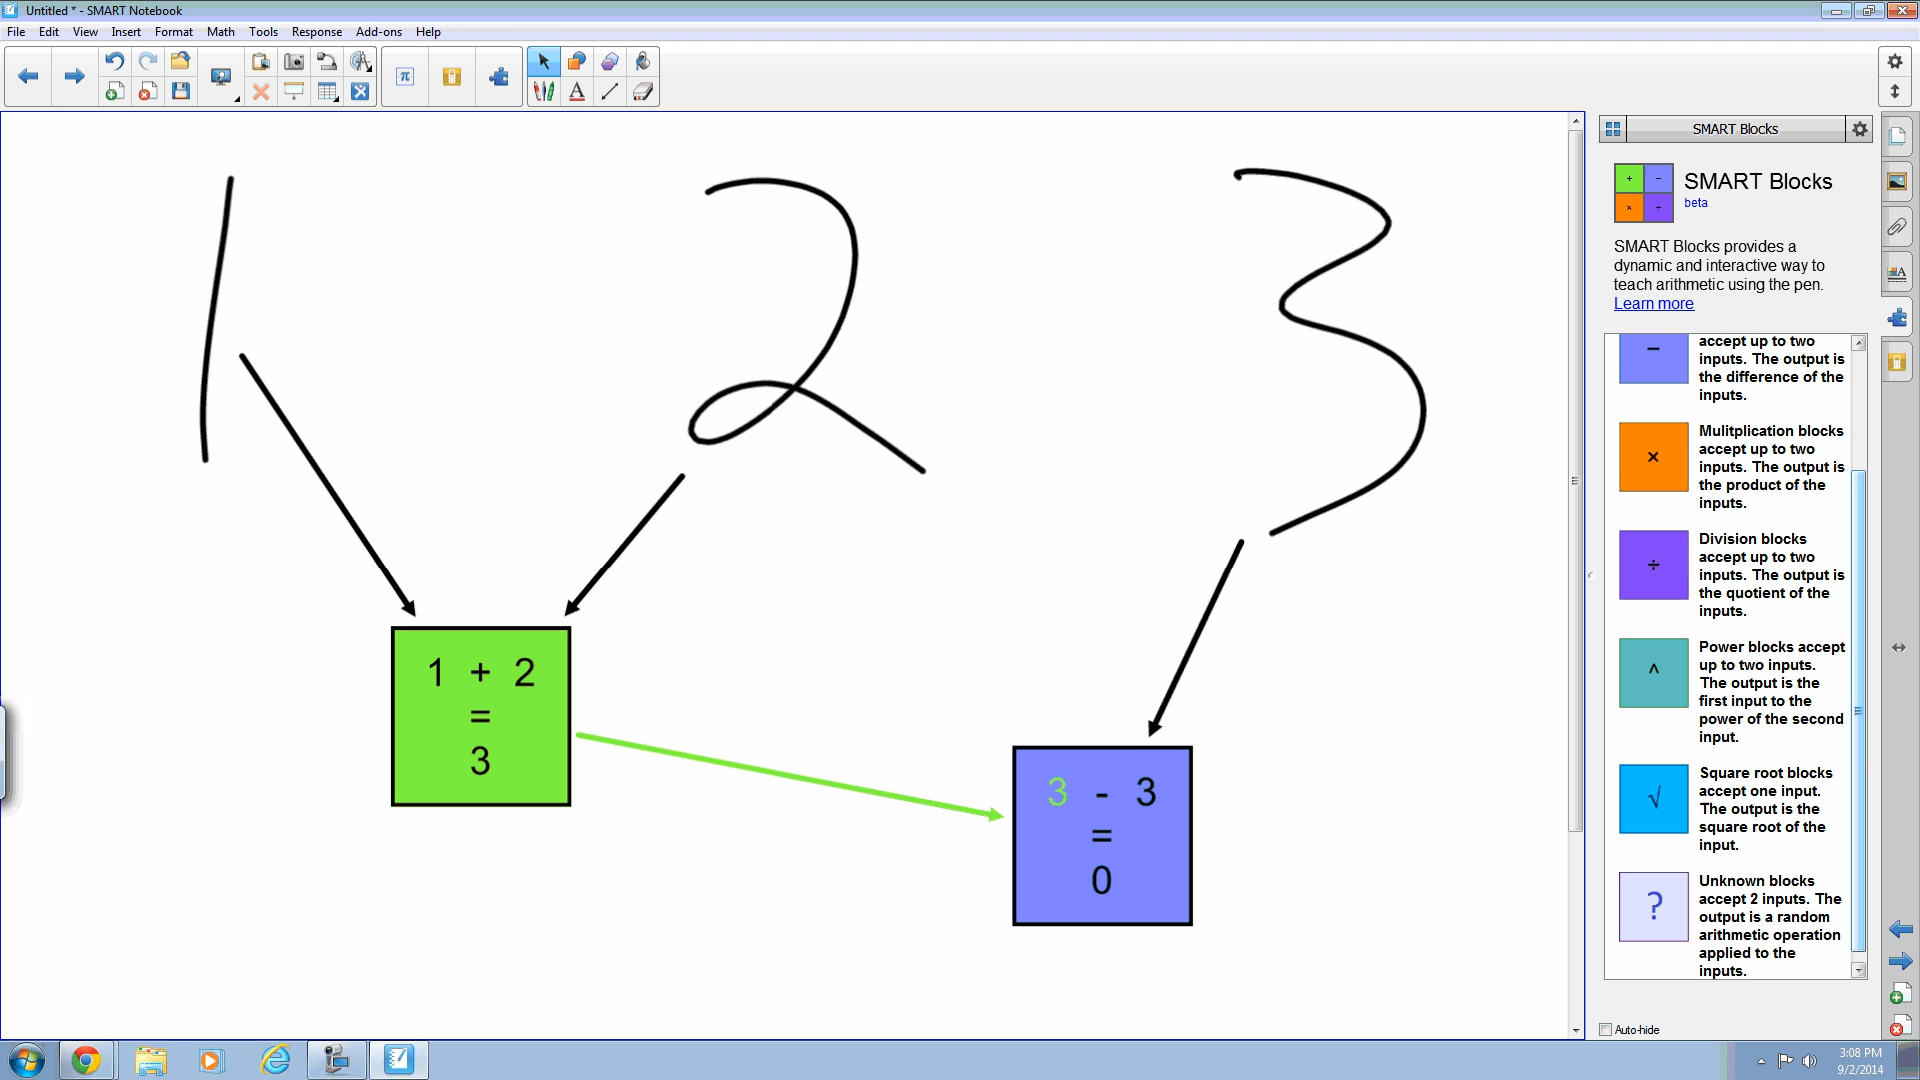 Untitled * - SMART Notebook
File Edit View Insert Format Math Tools Response Add-ons Help
π
A
1 2 3
1 + 2
=
3
3 - 3
=
0
SMART Blocks
+ -
× ÷
SMART Blocks
beta
SMART Blocks provides a
dynamic and interactive way to
teach arithmetic using the pen.
Learn more
−
accept up to two
inputs. The output is
the difference of the
inputs.
×
Mulitplication blocks
accept up to two
inputs. The output is
the product of the
inputs.
÷
Division blocks
accept up to two
inputs. The output is
the quotient of the
inputs.
^
Power blocks accept
up to two inputs.
The output is the
first input to the
power of the second
input.
√
Square root blocks
accept one input.
The output is the
square root of the
input.
?
Unknown blocks
accept 2 inputs. The
output is a random
arithmetic operation
applied to the
inputs.
Auto-hide
3:08 PM
9/2/2014